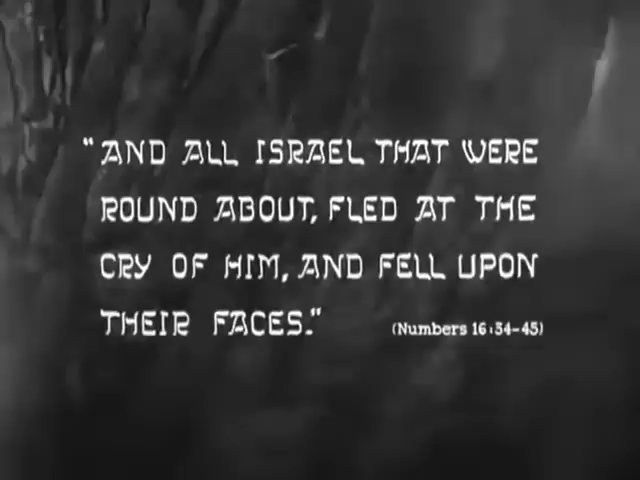 "AND ALL ISRAEL THAT WERE
ROUND ABOUT, FLED AT THE
CRY OF HIM, AND FELL UPON
THEIR FACES."
(Numbers 16:34-45)